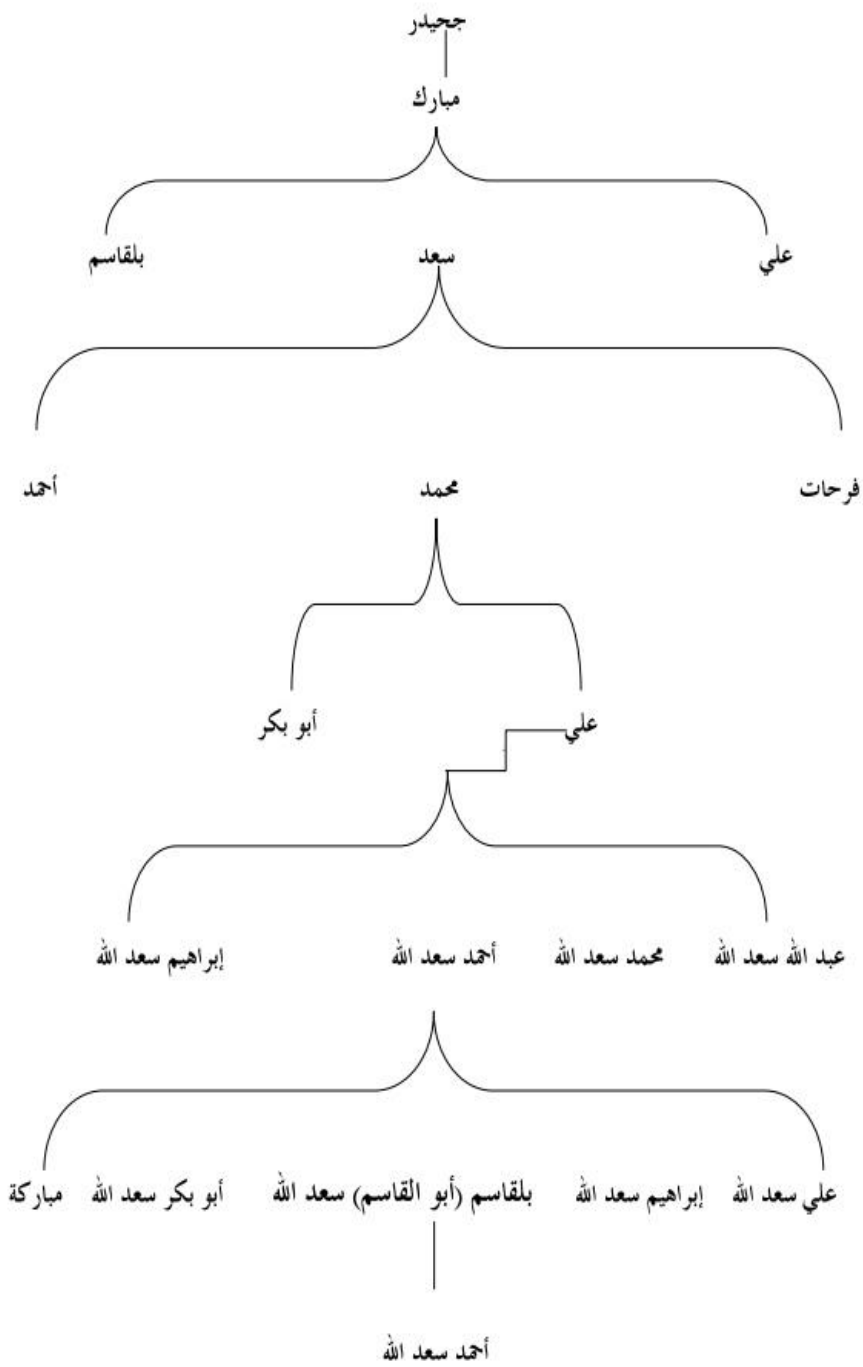 جحيدر
مبارك
علي سعد بلقاسم
فرحات محمد أحمد
علي أبو بكر
عبد الله سعد الله محمد سعد الله أحمد سعد الله إبراهيم سعد الله
علي سعد الله إبراهيم سعد الله بلقاسم (أبو القاسم) سعد الله أبو بكر سعد الله مباركة
أحمد سعد الله